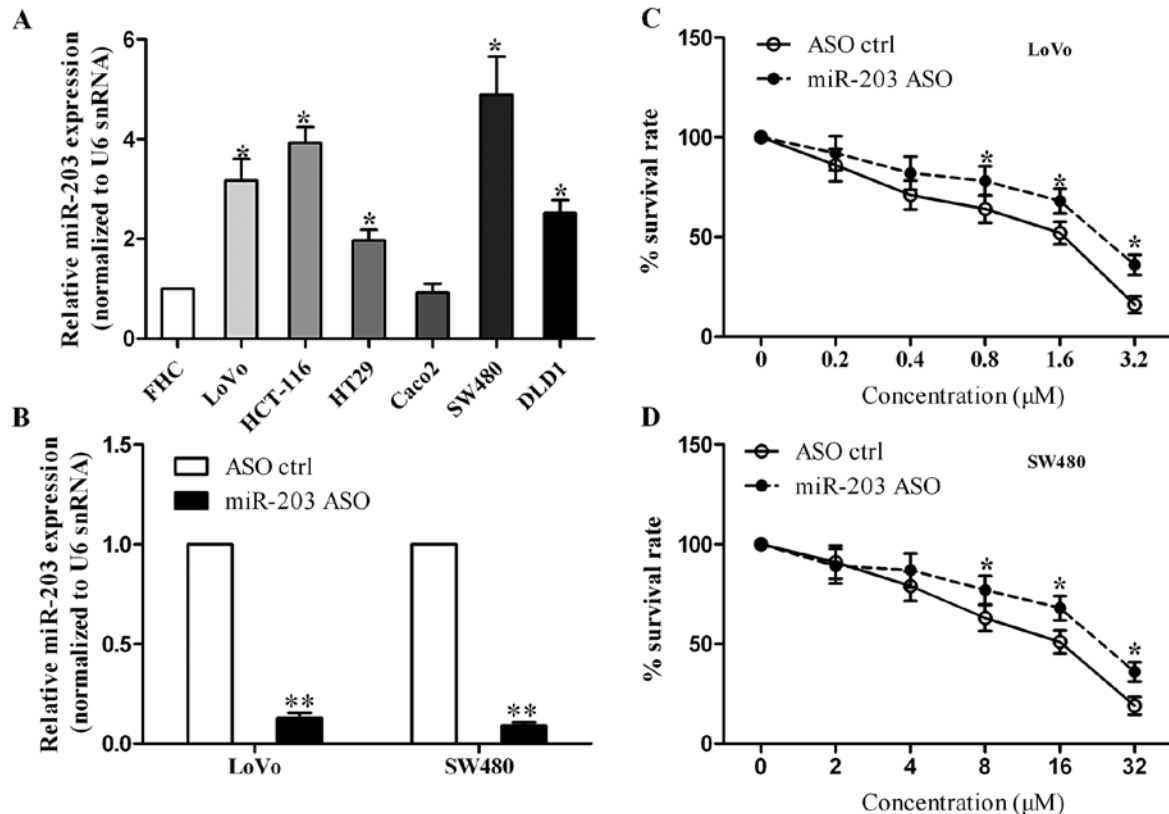 A
Relative miR-203 expression
(normalized to U6 snRNA)
8
6
4
2
0
*
*
*
*
*
FHC
LoVo
HCT-116
HT29
Caco2
SW480
DLD1
B
Relative miR-203 expression
(normalized to U6 snRNA)
1.5
1.0
0.5
0.0
ASO ctrl
miR-203 ASO
**
**
LoVo
SW480
C
% survival rate
150
100
50
0
ASO ctrl
miR-203 ASO
LoVo
*
*
*
0 0.2 0.4 0.8 1.6 3.2
Concentration (μM)
D
% survival rate
150
100
50
0
ASO ctrl
miR-203 ASO
SW480
*
*
*
0 2 4 8 16 32
Concentration (μM)